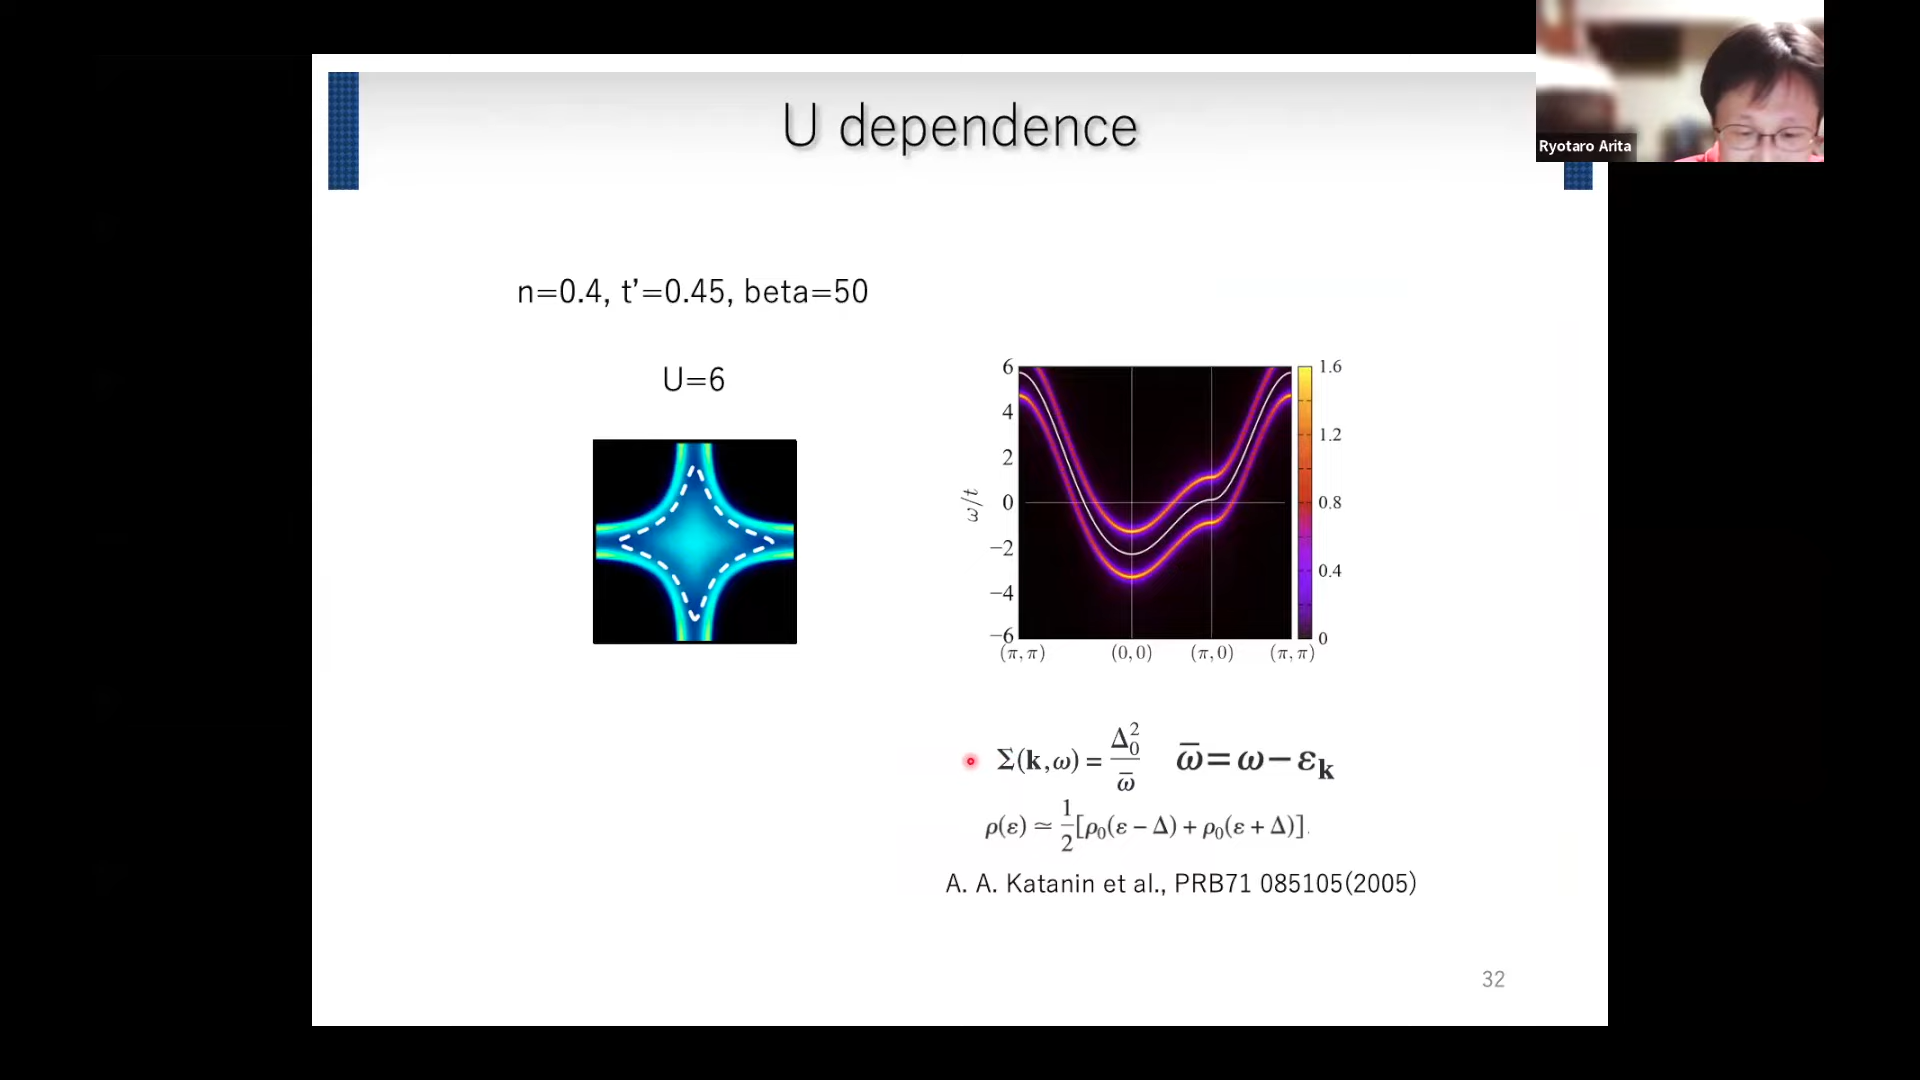 U dependence
Ryotaro Arita
n=0.4, t’=0.45, beta=50
U=6
6
4
2
0
−2
−4
−6
ω/t
(π, π)
(0, 0)
(π, 0)
(π, π)
1.6
1.2
0.8
0.4
0
Σ(k,ω) = Δ₀²/ω̄    ω̄=ω−εₖ
ρ(ε) ≃ 1/2[ρ₀(ε − Δ) + ρ₀(ε + Δ)].
A. A. Katanin et al., PRB71 085105(2005)
32